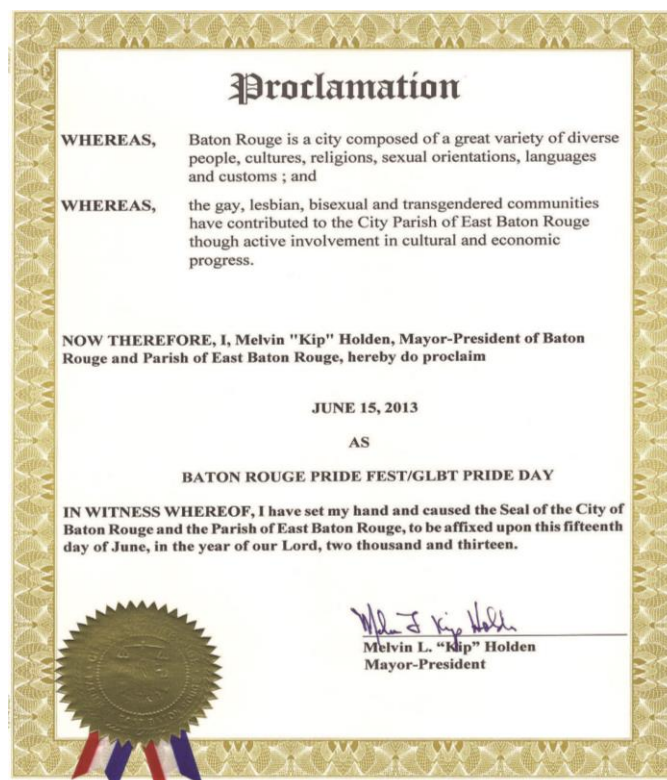 Proclamation
WHEREAS, Baton Rouge is a city composed of a great variety of diverse
people, cultures, religions, sexual orientations, languages
and customs ; and
WHEREAS, the gay, lesbian, bisexual and transgendered communities
have contributed to the City Parish of East Baton Rouge
though active involvement in cultural and economic
progress.
NOW THEREFORE, I, Melvin "Kip" Holden, Mayor-President of Baton
Rouge and Parish of East Baton Rouge, hereby do proclaim
JUNE 15, 2013
AS
BATON ROUGE PRIDE FEST/GLBT PRIDE DAY
IN WITNESS WHEREOF, I have set my hand and caused the Seal of the City of
Baton Rouge and the Parish of East Baton Rouge, to be affixed upon this fifteenth
day of June, in the year of our Lord, two thousand and thirteen.
Melvin L. “Kip” Holden
Mayor-President